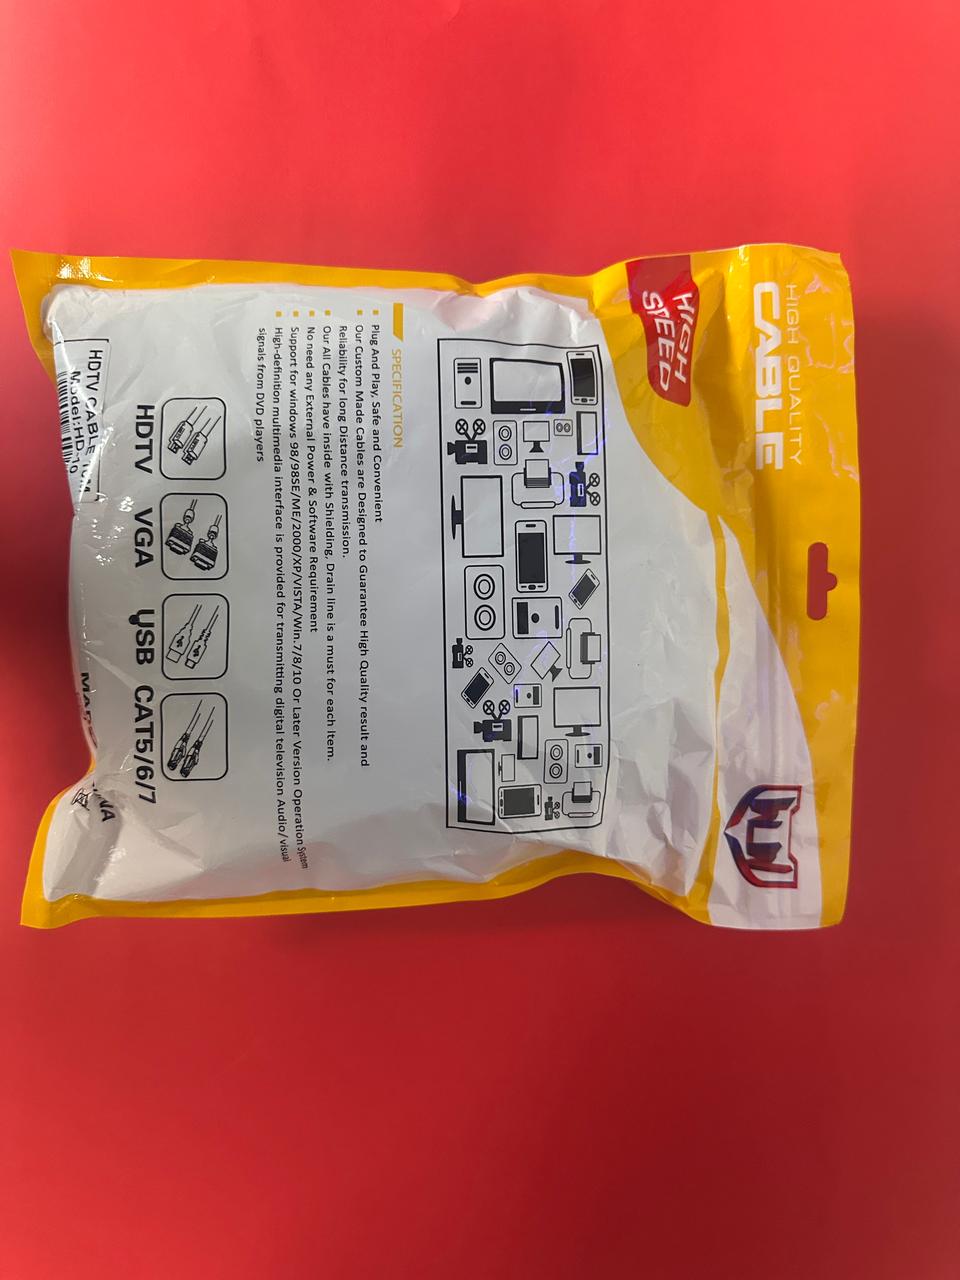 HIGH QUALITY
CABLE
HIGH
SPEED
SPECIFICATION
Plug And Play, Safe and Convenient
Our Custom Made Cables are Designed to Guarantee High Quality result and
Reliability for long Distance transmission.
Our All Cables have inside with Shielding, Drain line is a must for each Item.
No need any External Power & Software Requirement
Support for windows 98/98SE/ME/2000/XP/VISTA/Win.7/8/10 Or Later Version Operation System
High-definition multimedia interface is provided for transmitting digital television Audio/visual
signals from DVD players
HDTV VGA USB CAT5/6/7
HDTV CABLE 10M
Model:HD-10